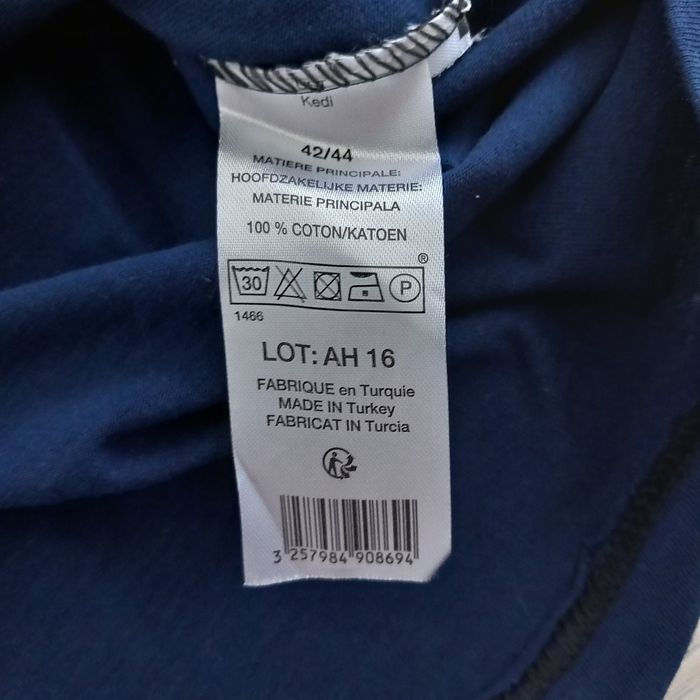 Kedi
42/44
MATIERE PRINCIPALE:
HOOFDZAKELIJKE MATERIE:
MATERIE PRINCIPALA
100 % COTON/KATOEN
®
30 P
1466
LOT: AH 16
FABRIQUE en Turquie
MADE IN Turkey
FABRICAT IN Turcia
3 257984 908694